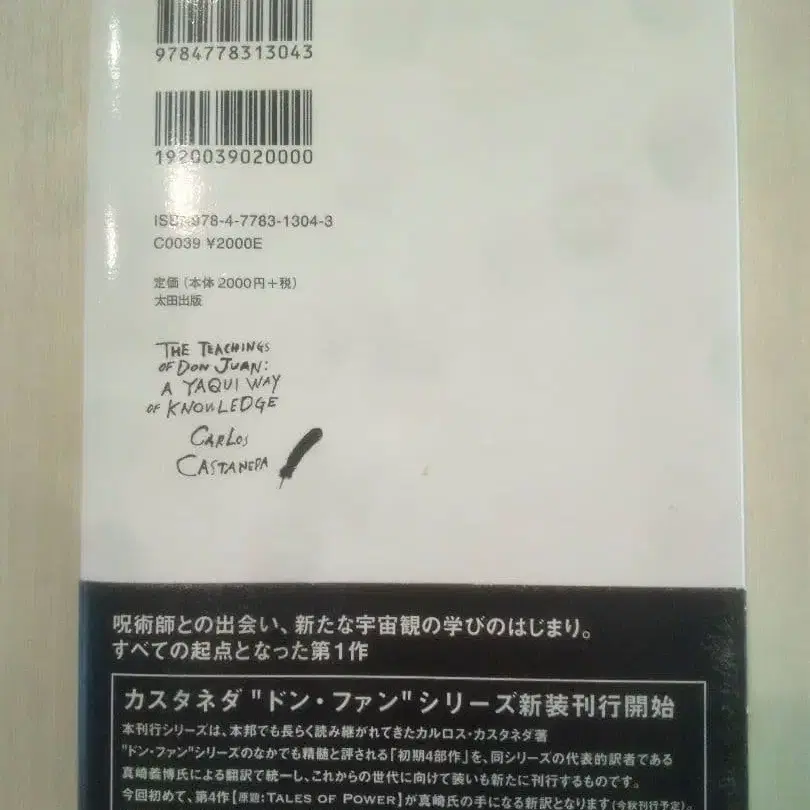 9784778313043
1920039020000
ISBN978-4-7783-1304-3
C0039 ¥2000E
定価(本体2000円+税)
太田出版
THE TEACHINGS
OF DON JUAN:
A YAQUI WAY
OF KNOWLEDGE
CARLOS
CASTANEDA
呪術師との出会い、新たな宇宙観の学びのはじまり。
すべての起点となった第1作
カスタネダ "ドン・ファン"シリーズ新装刊行開始
本刊行シリーズは、本邦でも長らく読み継がれてきたカルロス・カスタネダ著
"ドン・ファン"シリーズのなかでも精髄と評される「初期4部作」を、同シリーズの代表的訳者である
真崎義博氏による翻訳で統一し、これからの世代に向けて装いも新たに刊行するものです。
今回初めて、第4作【原題:TALES OF POWER】が真崎氏の手になる新訳となります(今秋刊行予定)。